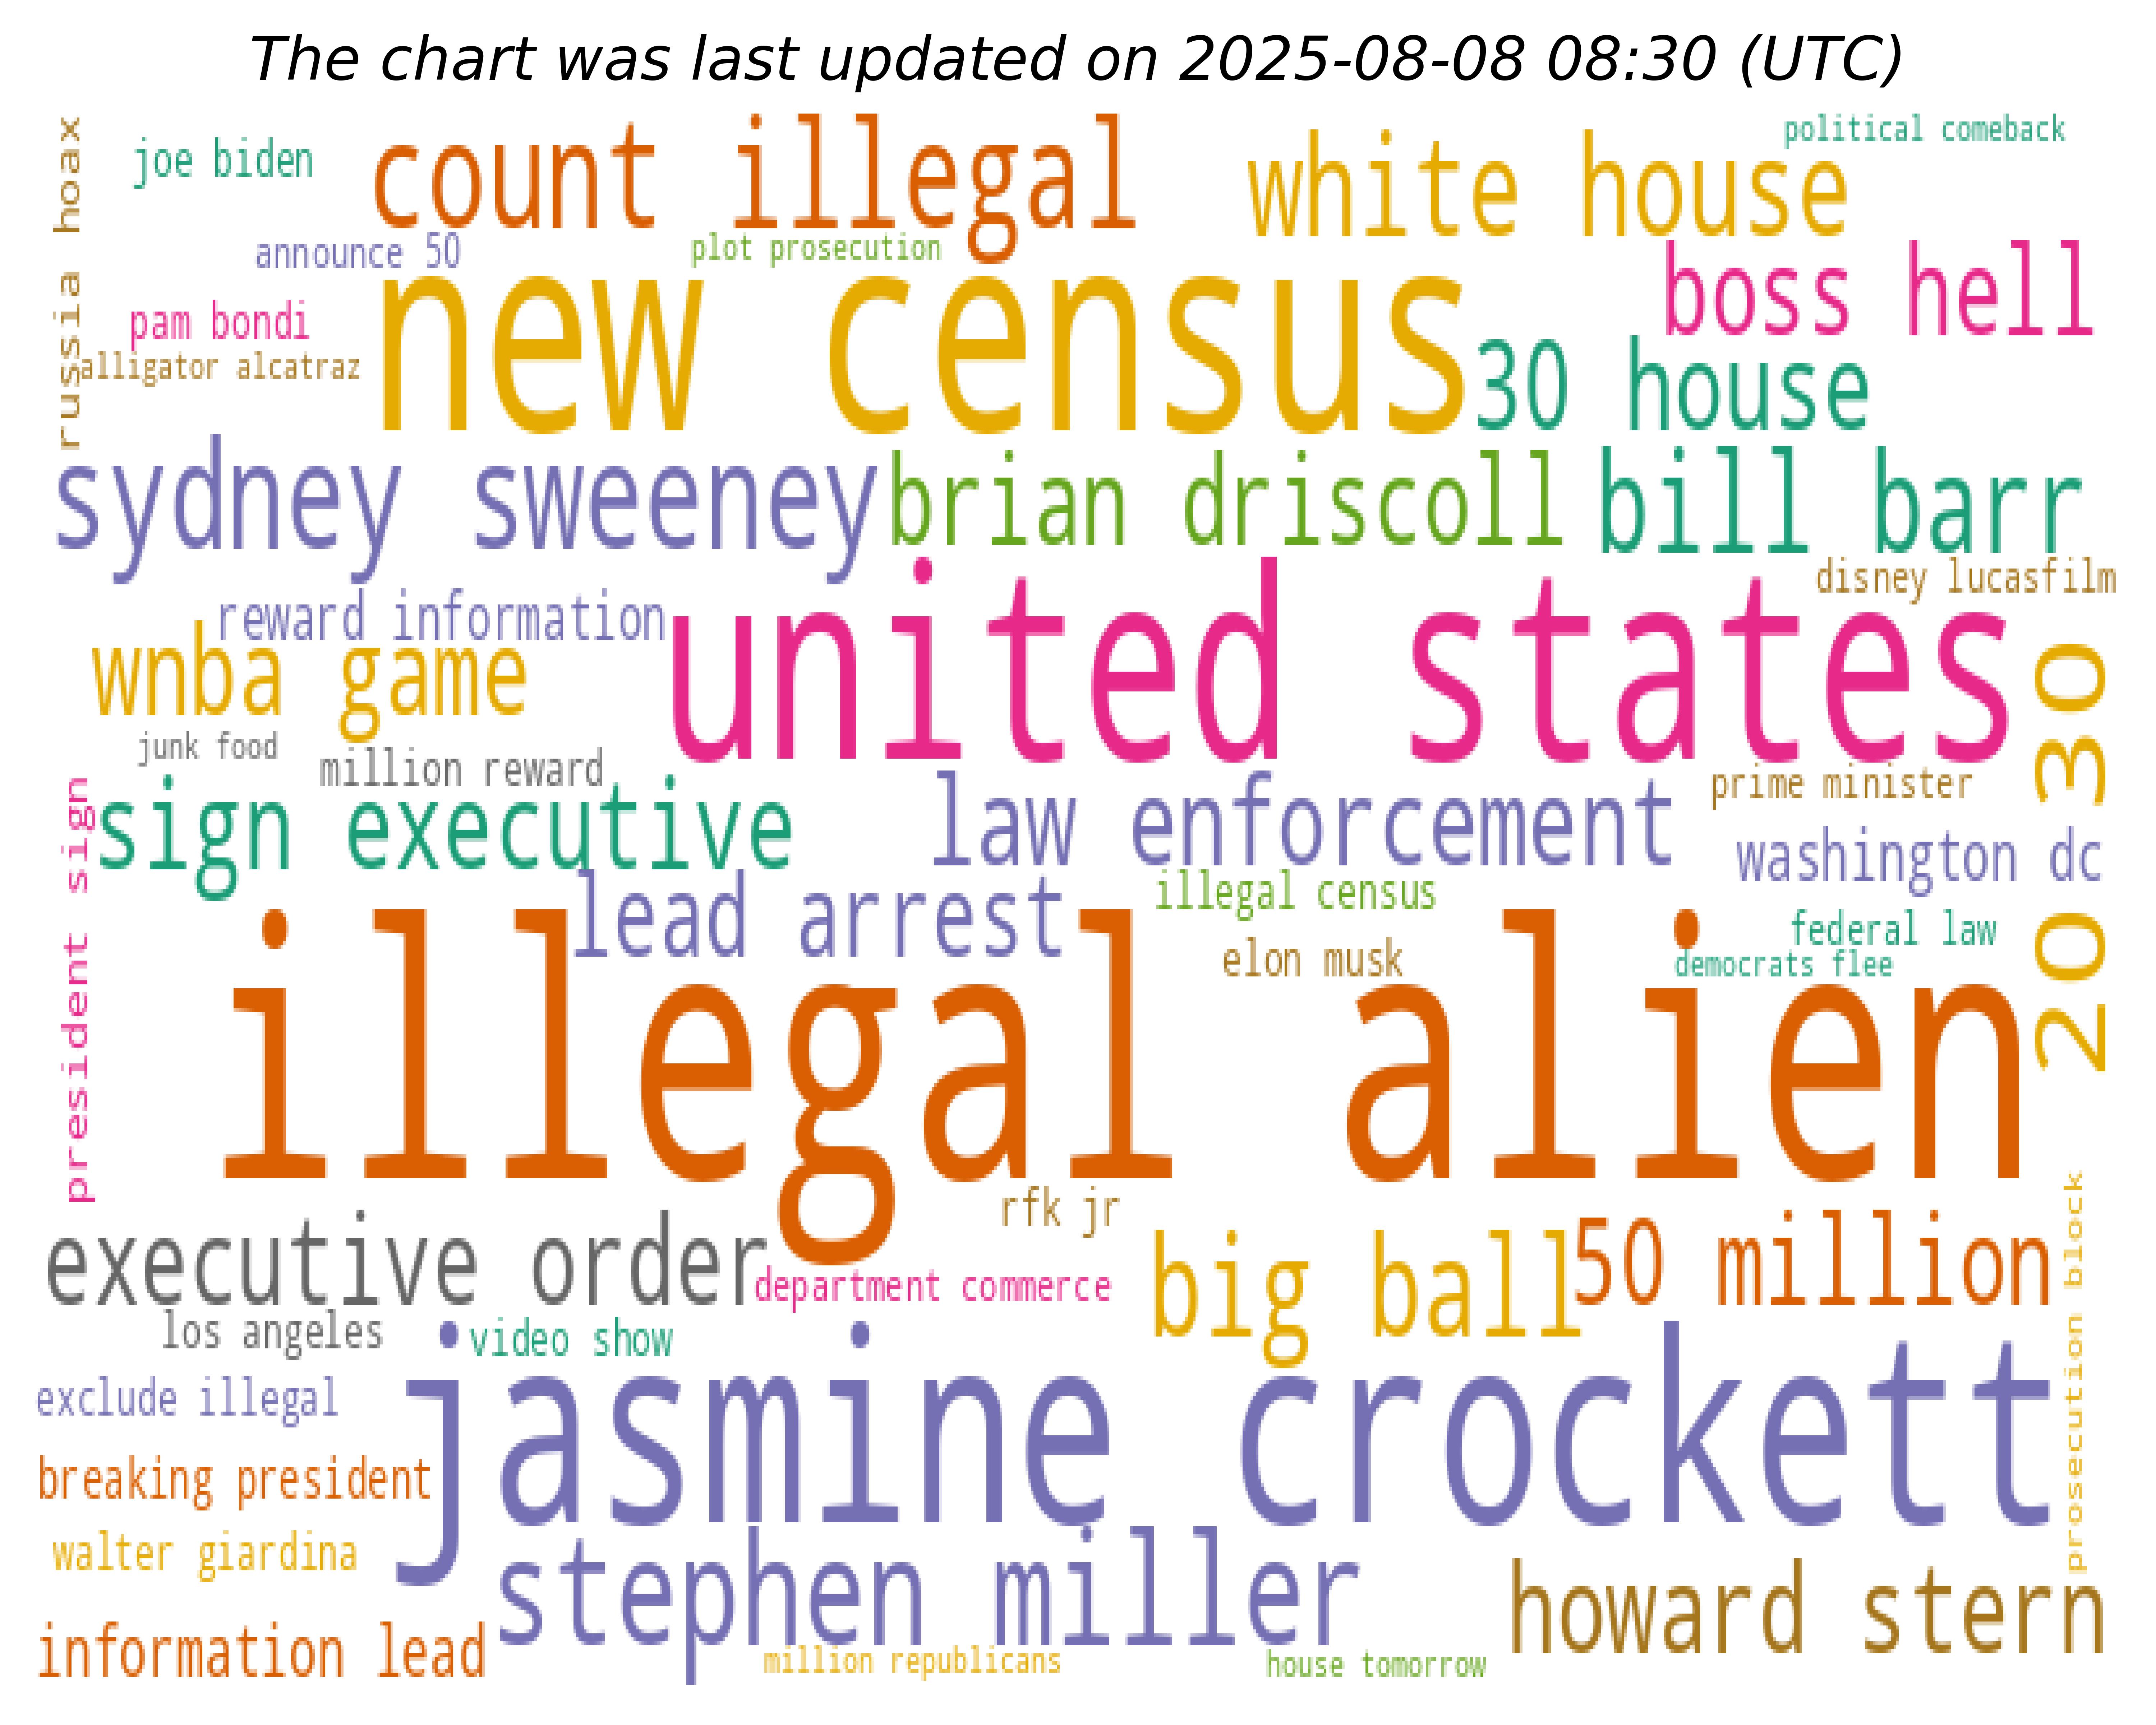 The chart was last updated on 2025-08-08 08:30 (UTC)
russia hoax
joe biden
count illegal
white house
political comeback
announce 50
plot prosecution
boss hell
pam bondi
new census
30 house
alligator alcatraz
sydney sweeney
brian driscoll
bill barr
disney lucasfilm
reward information
united states
wnba game
20 30
junk food
million reward
prime minister
president sign
sign executive
law enforcement
washington dc
lead arrest
illegal census
federal law
elon musk
democrats flee
illegal alien
rfk jr
prosecution block
executive order
department commerce
big ball
50 million
los angeles
video show
exclude illegal
jasmine crockett
breaking president
walter giardina
stephen miller
howard stern
information lead
million republicans
house tomorrow